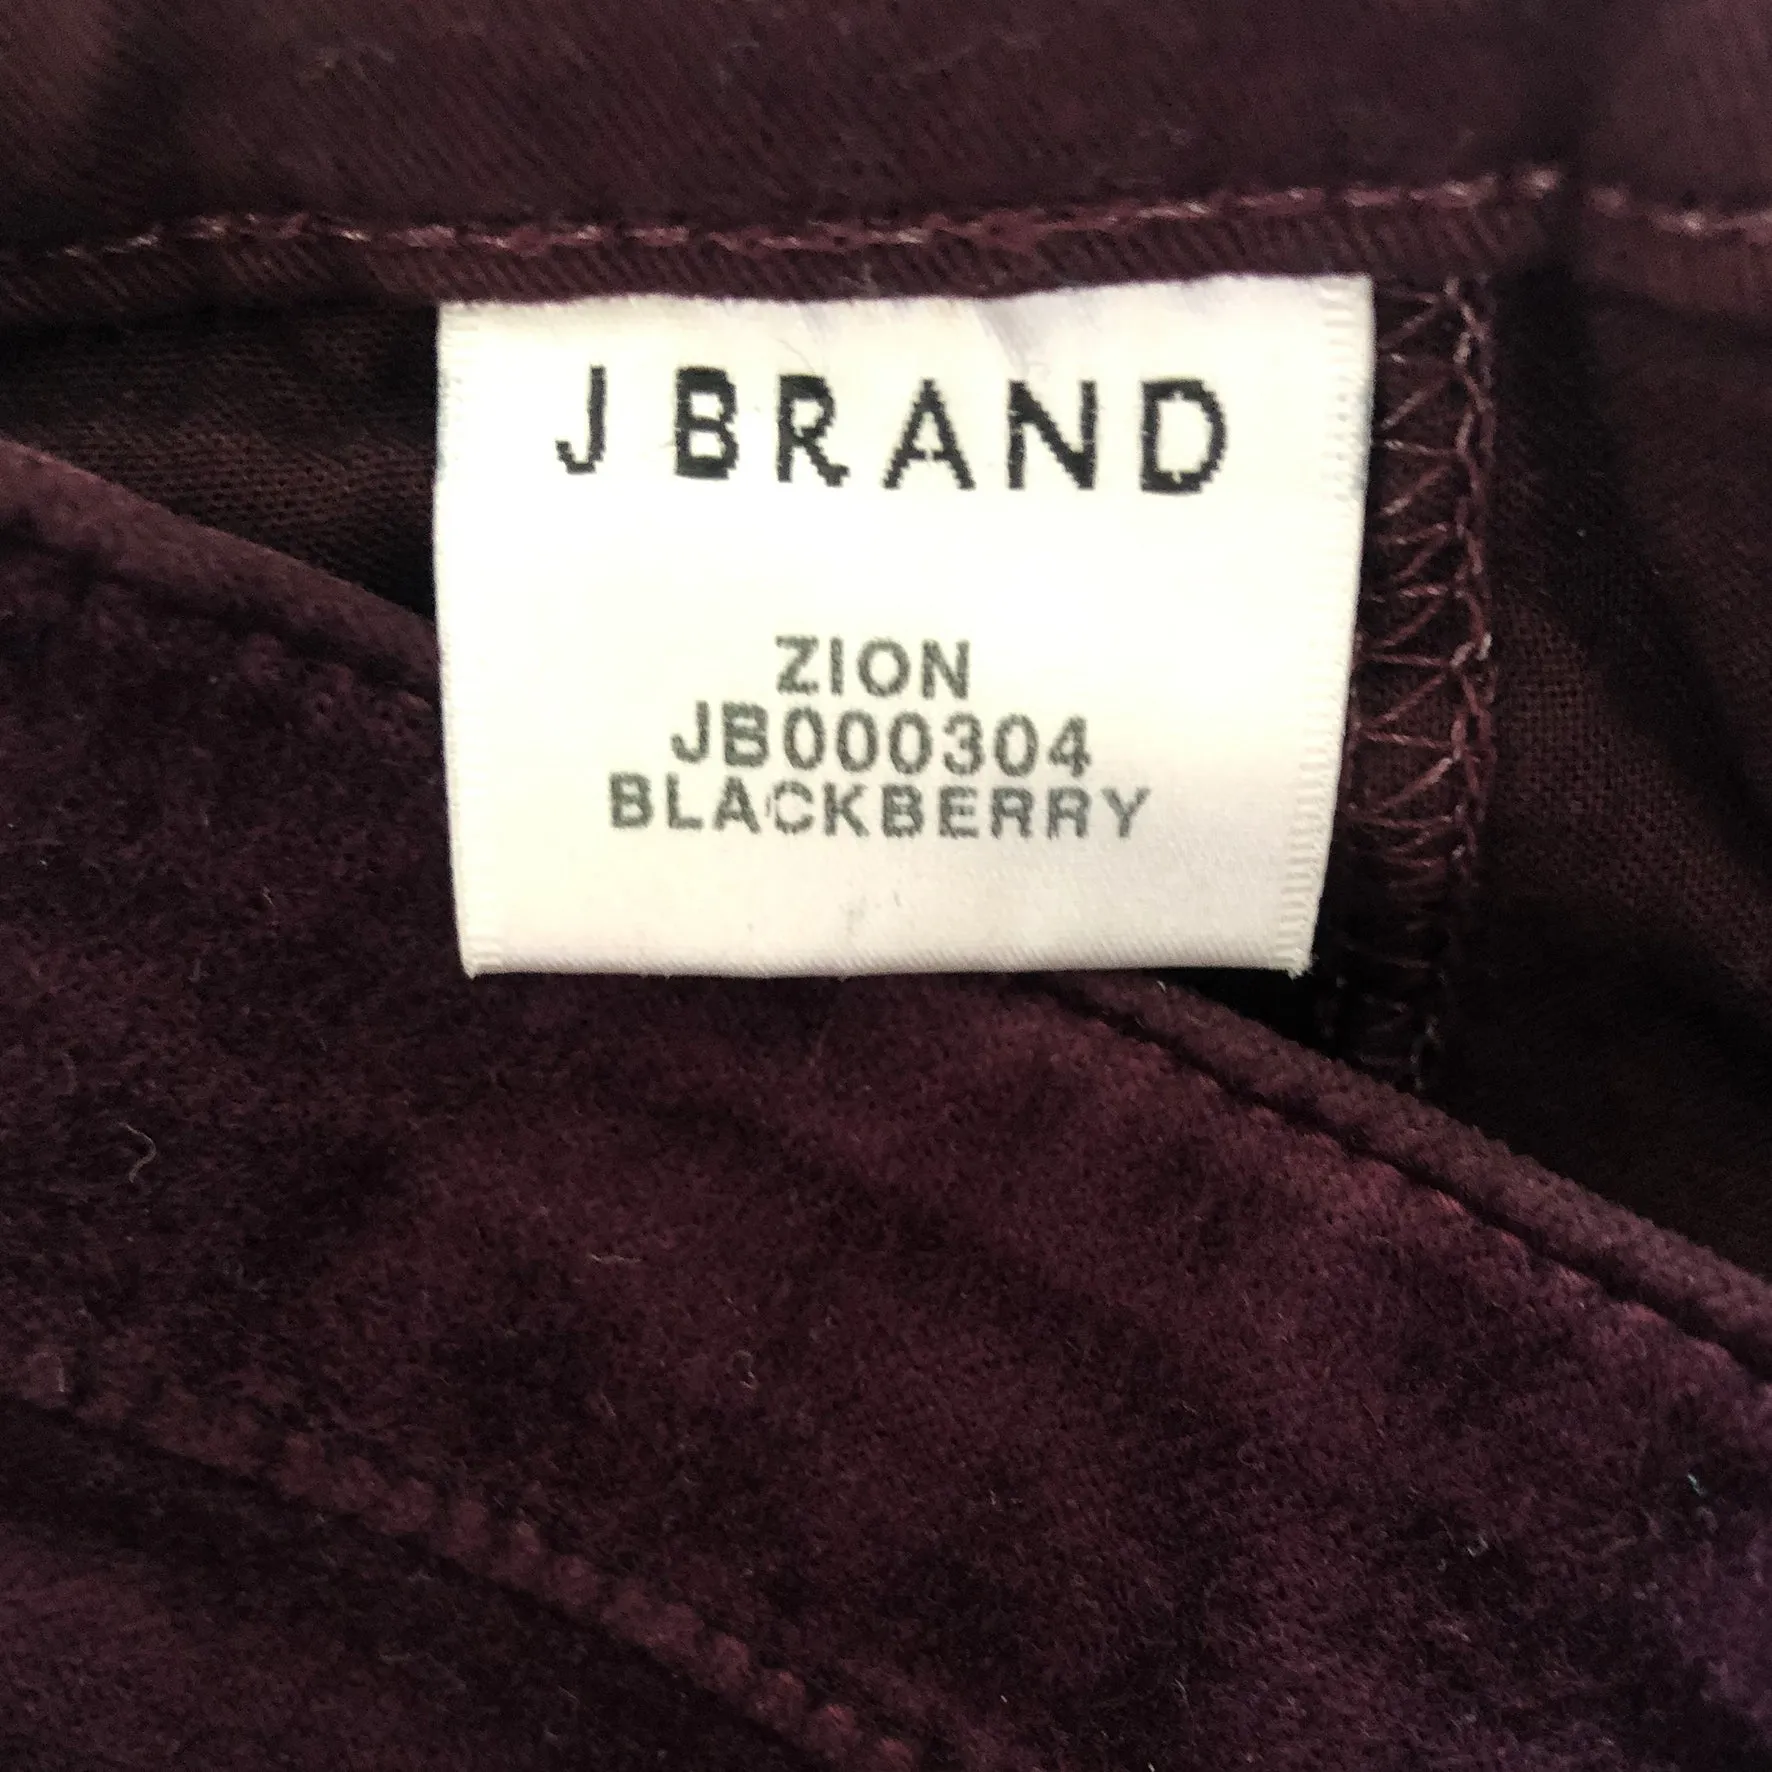 J BRAND
ZION
JB000304
BLACKBERRY